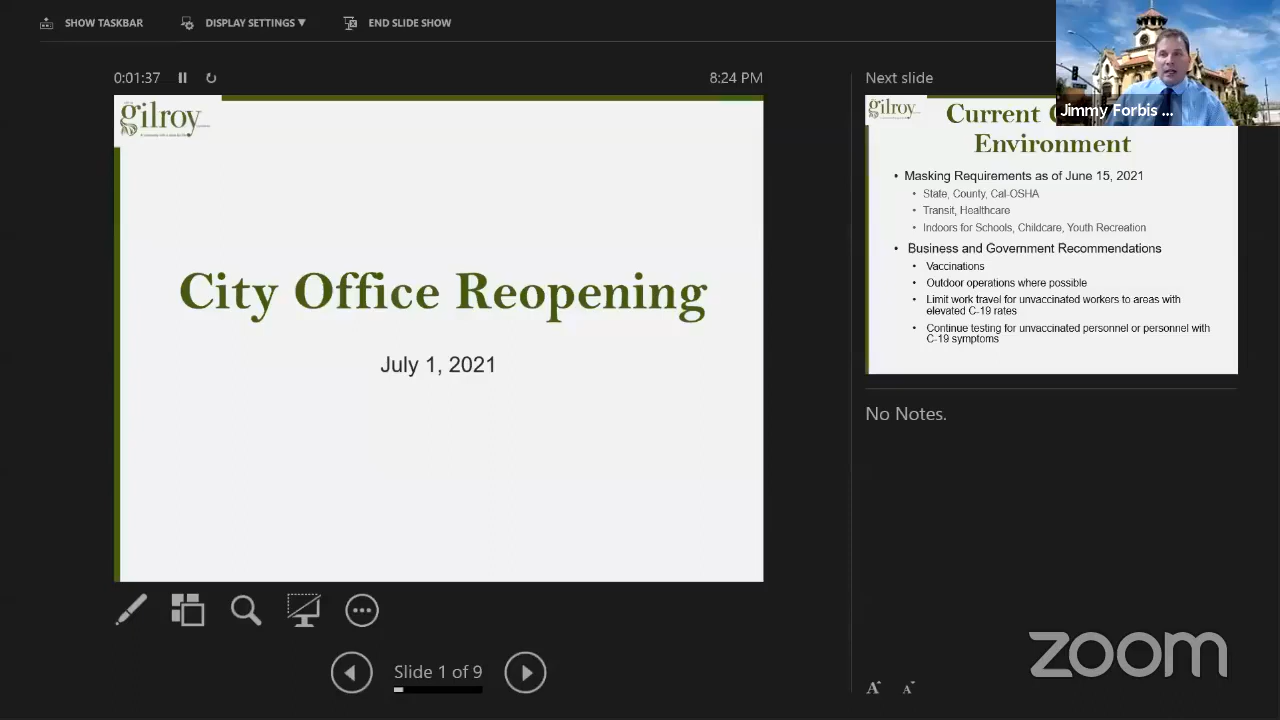 SHOW TASKBAR
DISPLAY SETTINGS ▼
END SLIDE SHOW
0:01:37
8:24 PM
gilroy
City Office Reopening
July 1, 2021
Slide 1 of 9
Next slide
Jimmy Forbis ...
gilroy
Current
Environment
• Masking Requirements as of June 15, 2021
• State, County, Cal-OSHA
• Transit, Healthcare
• Indoors for Schools, Childcare, Youth Recreation
• Business and Government Recommendations
• Vaccinations
• Outdoor operations where possible
• Limit work travel for unvaccinated workers to areas with
elevated C-19 rates
• Continue testing for unvaccinated personnel or personnel with
C-19 symptoms
No Notes.
zoom
A A